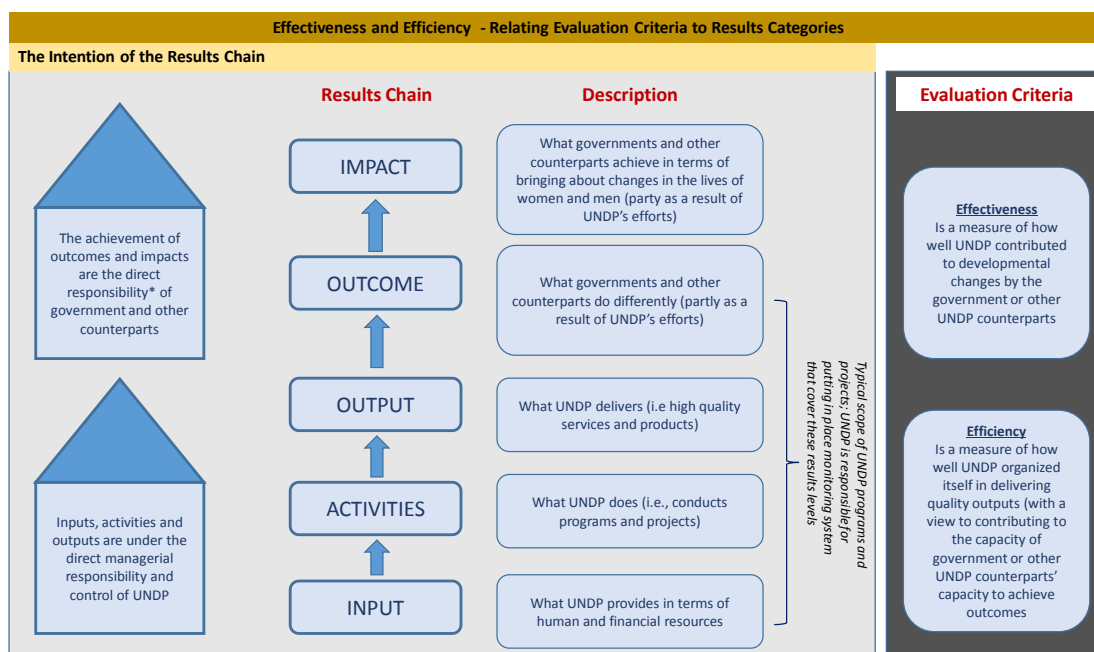 Effectiveness and Efficiency  - Relating Evaluation Criteria to Results Categories
The Intention of the Results Chain
Results Chain
Description
Evaluation Criteria
The achievement of
outcomes and impacts
are the direct
responsibility* of
government and other
counterparts
Inputs, activities and
outputs are under the
direct managerial
responsibility and
control of UNDP
IMPACT
OUTCOME
OUTPUT
ACTIVITIES
INPUT
What governments and other
counterparts achieve in terms of
bringing about changes in the lives of
women and men (party as a result of
UNDP's efforts)
What governments and other
counterparts do differently (partly as a
result of UNDP's efforts)
What UNDP delivers (i.e high quality
services and products)
What UNDP does (i.e., conducts
programs and projects)
What UNDP provides in terms of
human and financial resources
Typical scope of UNDP programs and
projects; UNDP is responsible for
putting in place monitoring system
that cover these results levels
Effectiveness
Is a measure of how
well UNDP contributed
to developmental
changes by the
government or other
UNDP counterparts
Efficiency
Is a measure of how
well UNDP organized
itself in delivering
quality outputs (with a
view to contributing to
the capacity of
government or other
UNDP counterparts'
capacity to achieve
outcomes